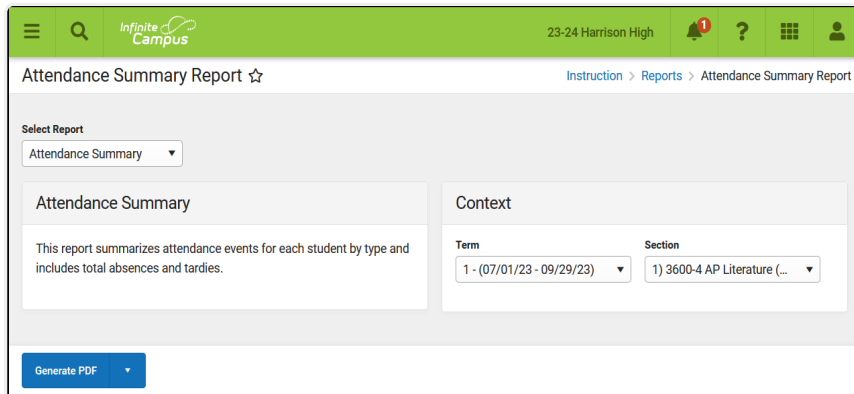 Infinite
Campus
23-24 Harrison High
1
?
Attendance Summary Report
Instruction > Reports > Attendance Summary Report
Select Report
Attendance Summary
Attendance Summary
This report summarizes attendance events for each student by type and
includes total absences and tardies.
Context
Term
Section
1 - (07/01/23 - 09/29/23)
1) 3600-4 AP Literature (...
Generate PDF